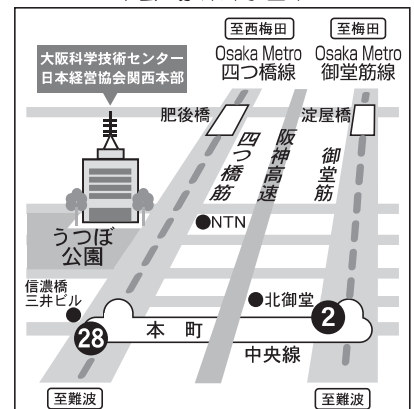 至西梅田
至梅田
Osaka Metro
四つ橋線
Osaka Metro
御堂筋線
大阪科学技術センター
日本経営協会関西本部
肥後橋
淀屋橋
四つ橋筋
阪神高速
御堂筋
●NTN
うつぼ
公園
信濃橋
三井ビル
●北御堂
28
本 町
2
中央線
至難波
至難波